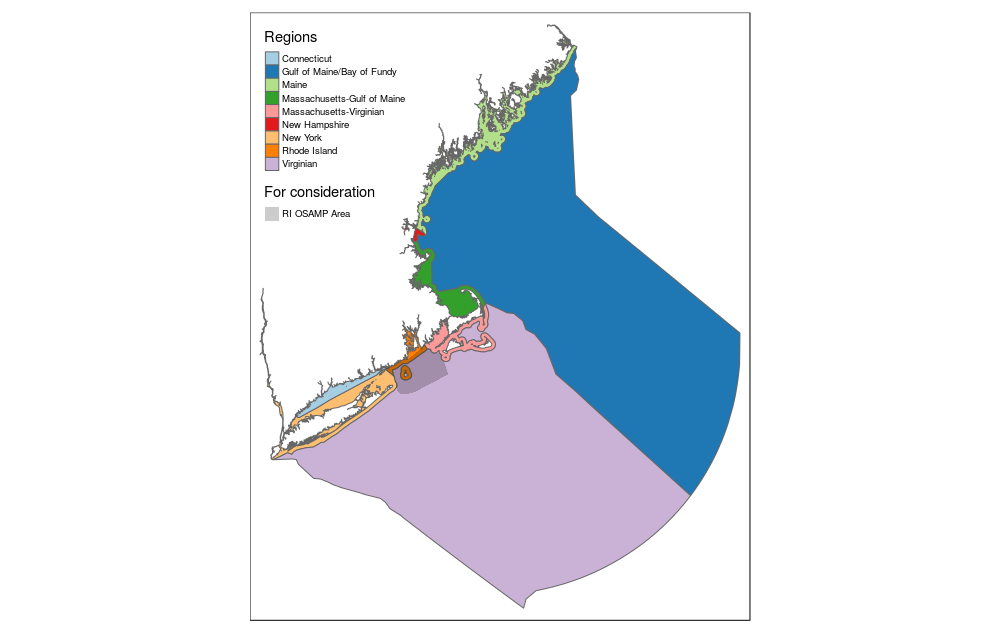 Regions
Connecticut
Gulf of Maine/Bay of Fundy
Maine
Massachusetts-Gulf of Maine
Massachusetts-Virginian
New Hampshire
New York
Rhode Island
Virginian
For consideration
RI OSAMP Area